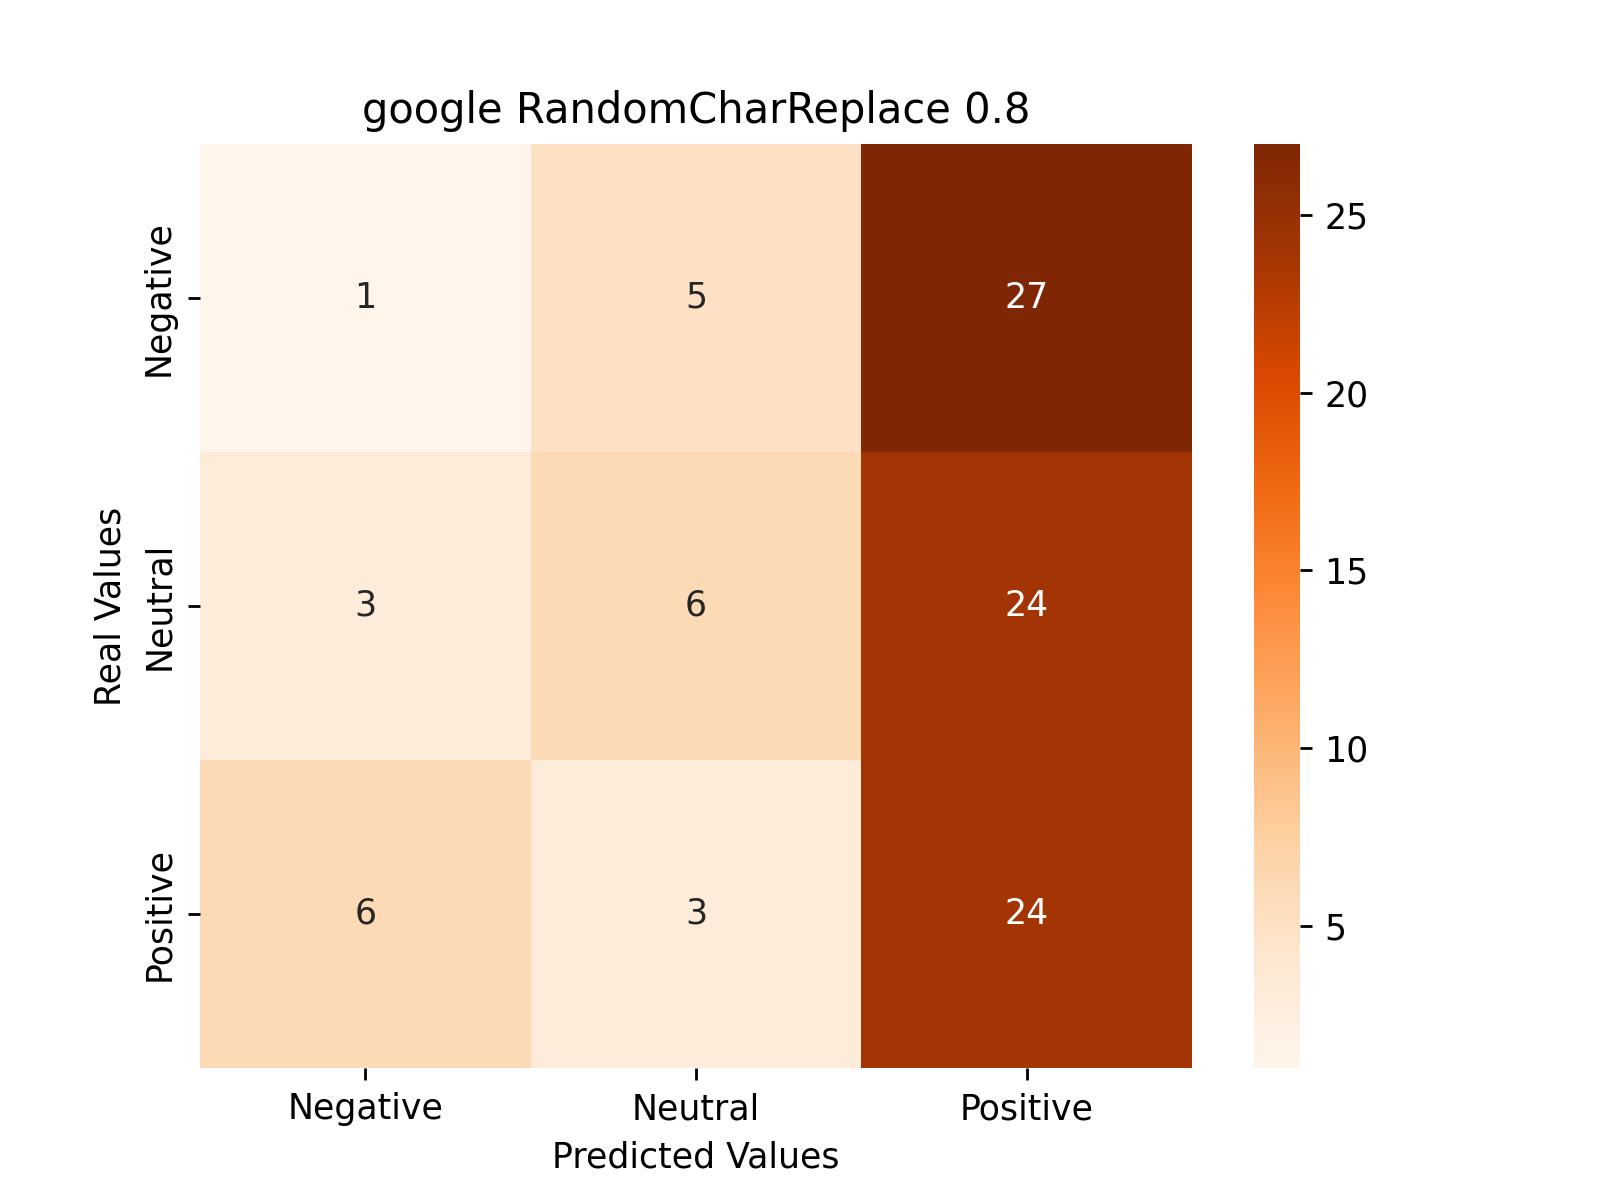 google RandomCharReplace 0.8
Real Values
Negative
1 5 27
Neutral
3 6 24
Positive
6 3 24
Negative Neutral Positive
Predicted Values
25
20
15
10
5